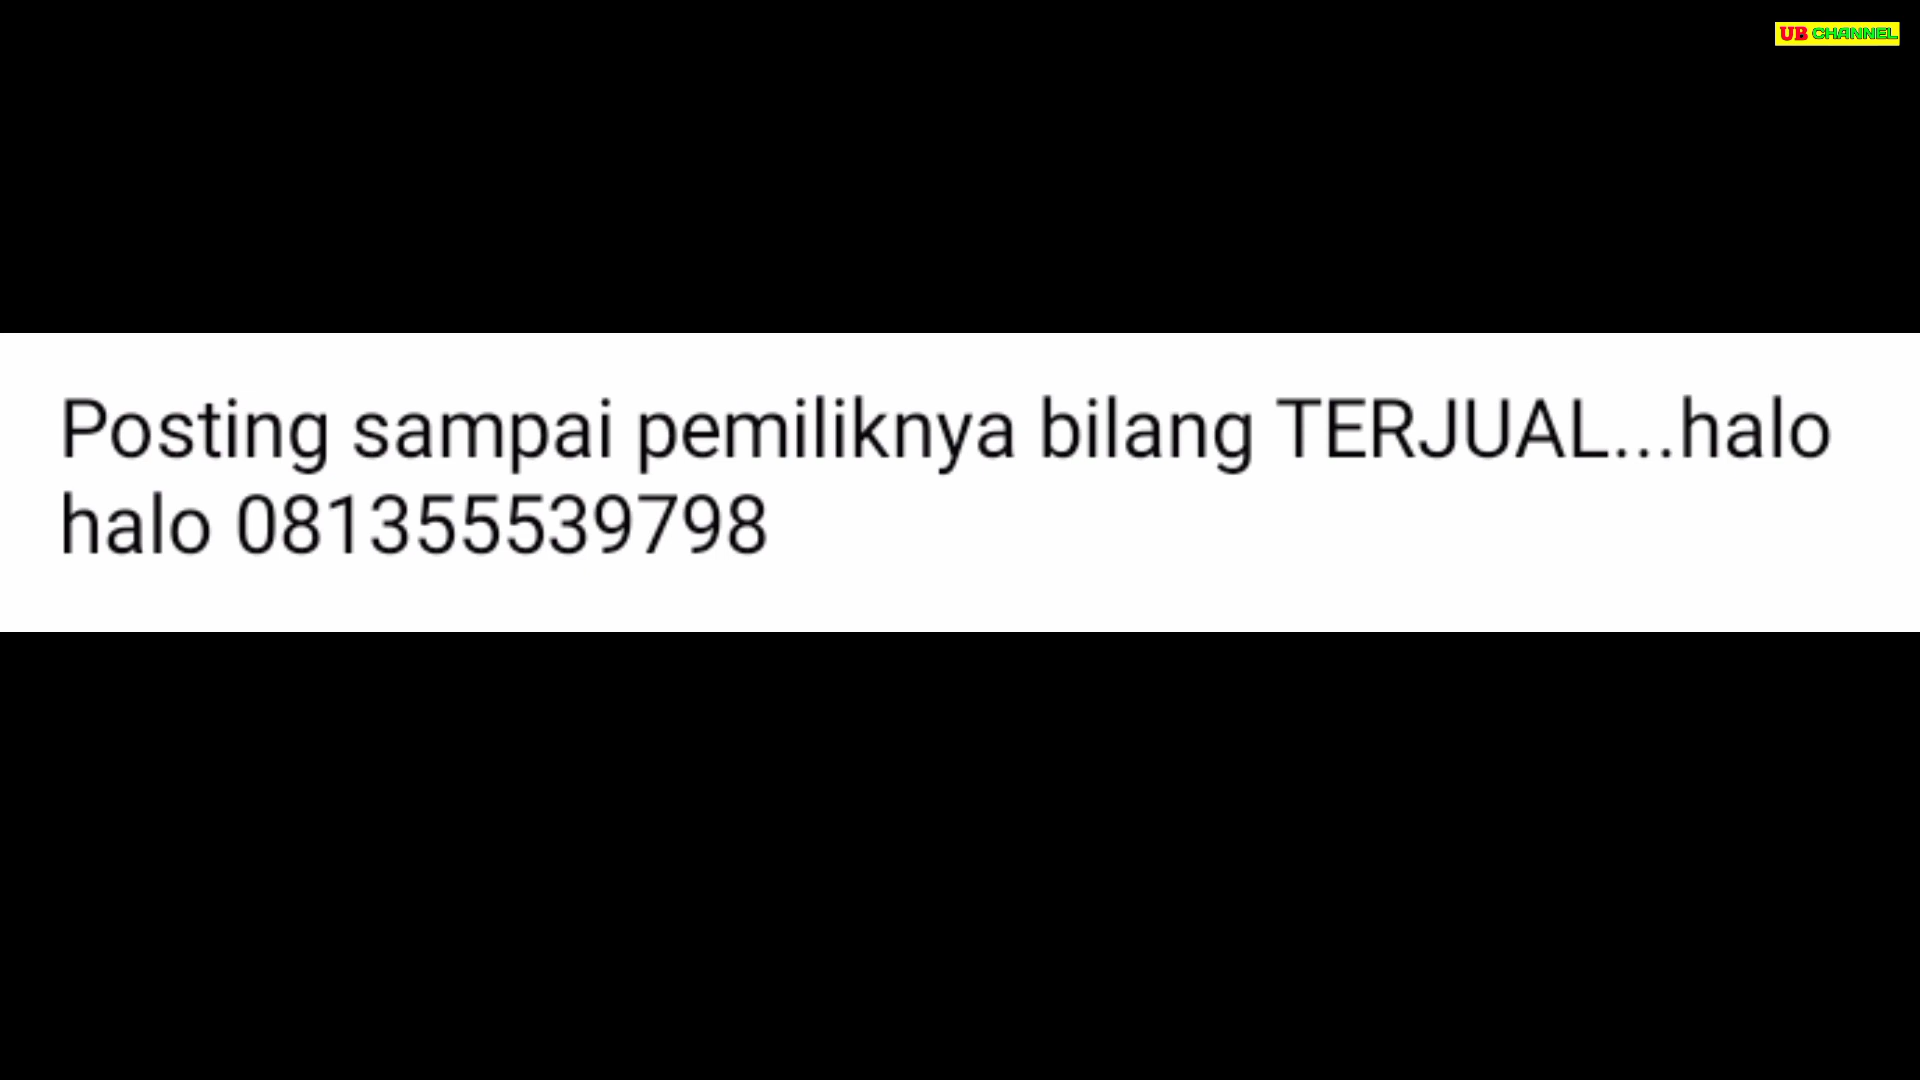 UB CHANNEL
Posting sampai pemiliknya bilang TERJUAL...halo
halo 081355539798